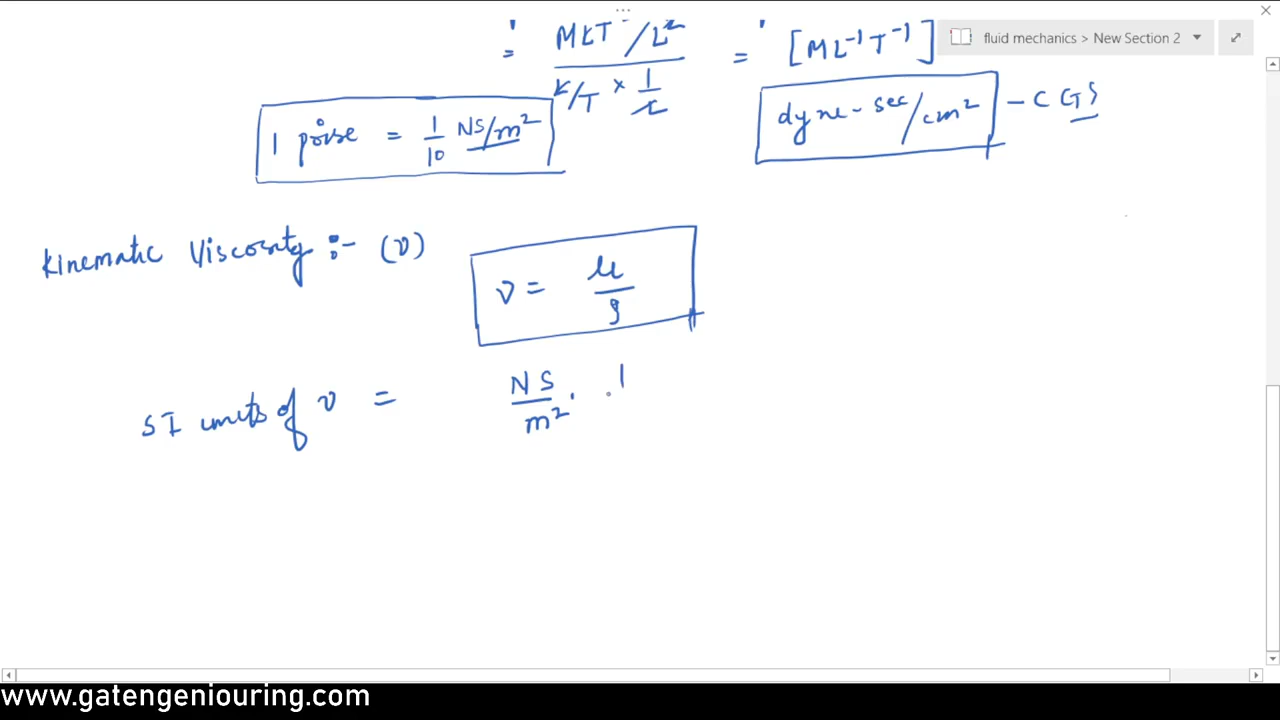 = MLT⁻/L² / L/T × 1/L = [ML⁻¹T⁻¹]
fluid mechanics > New Section 2
1 poise = 1/10 NS/m²
dyne-sec/cm² - CGS
Kinematic Viscosity :- (ν)
ν = μ/ρ
SI units of ν = NS/m² . 1
www.gatengeniouring.com